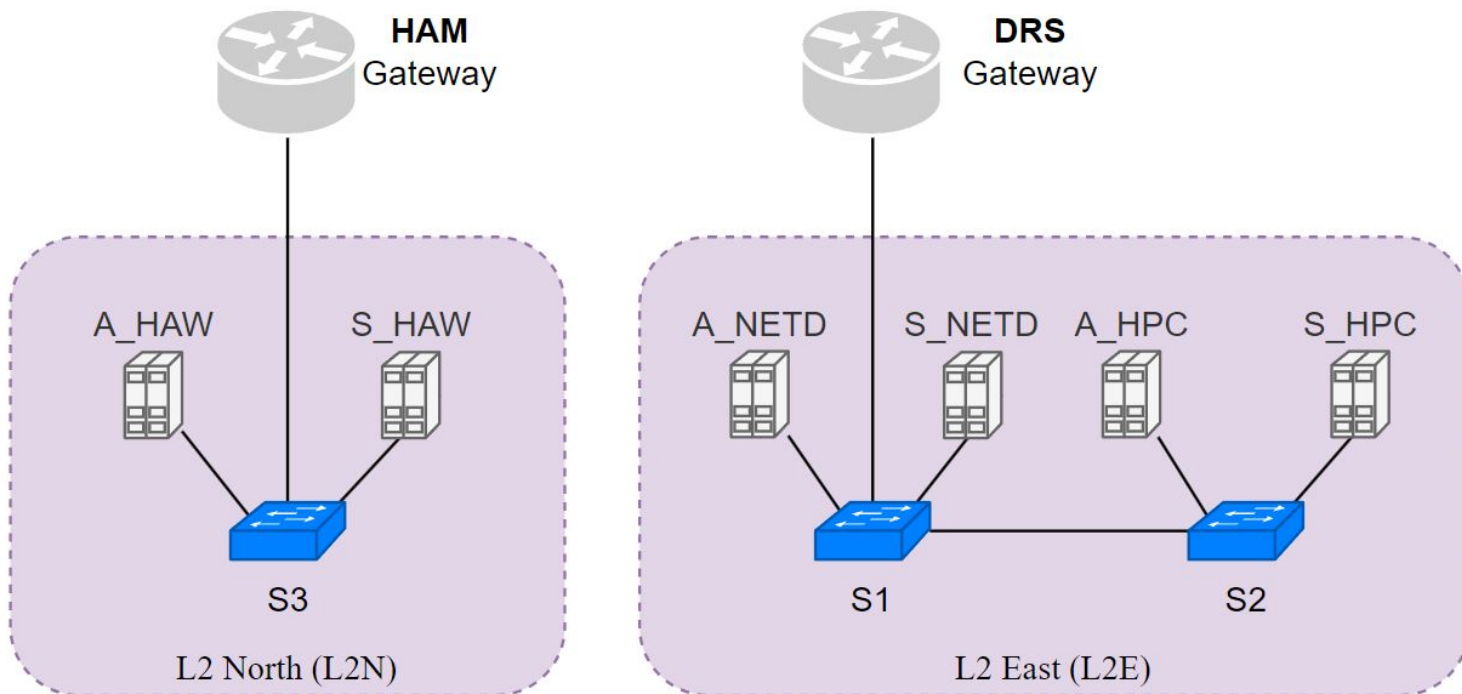 HAM
Gateway
DRS
Gateway
A_HAW
S_HAW
A_NETD
S_NETD
A_HPC
S_HPC
S3
S1
S2
L2 North (L2N)
L2 East (L2E)